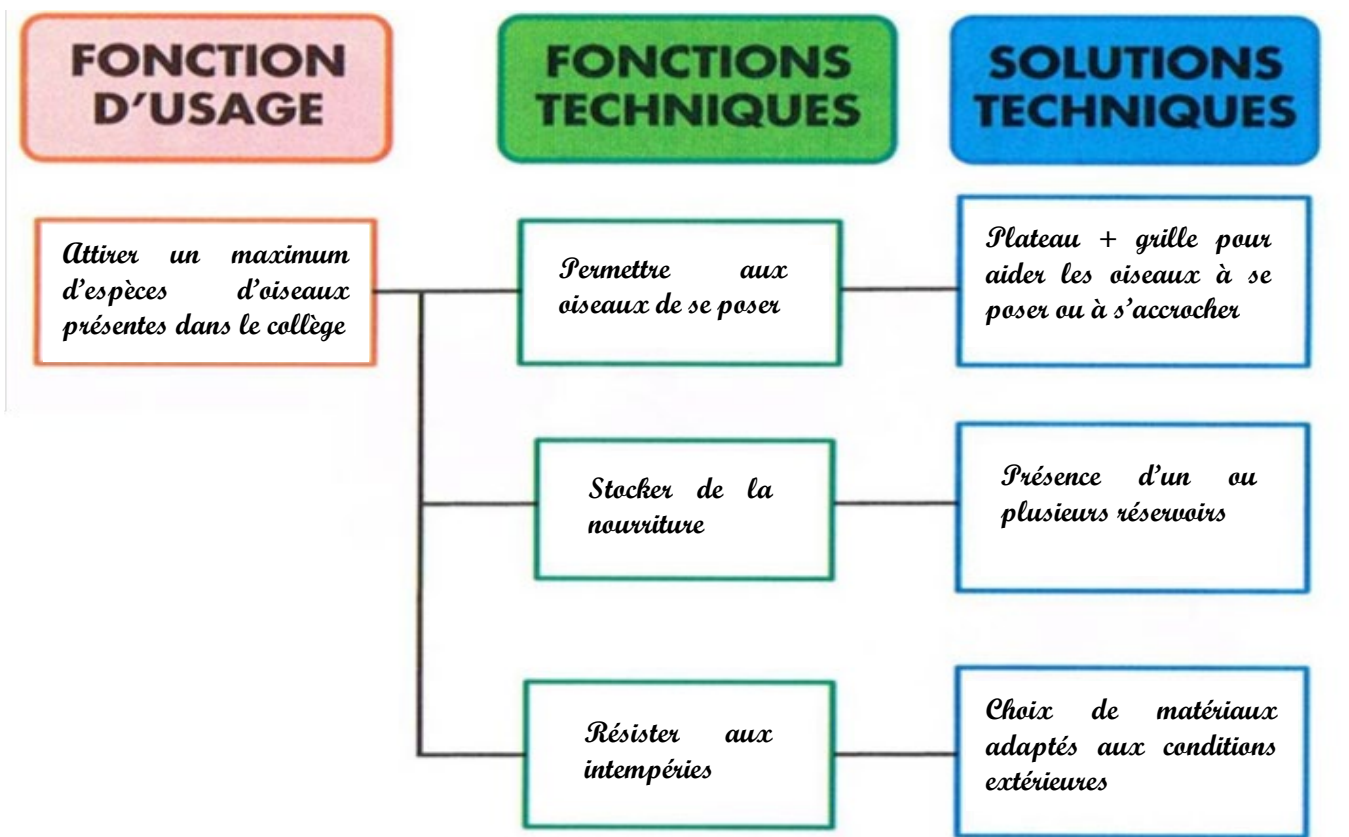 FONCTION
D'USAGE
FONCTIONS
TECHNIQUES
SOLUTIONS
TECHNIQUES
Attirer un maximum
d'espèces d'oiseaux
présentes dans le collège
Permettre aux
oiseaux de se poser
Plateau + grille pour
aider les oiseaux à se
poser ou à s'accrocher
Stocker de la
nourriture
Présence d'un ou
plusieurs réservoirs
Résister aux
intempéries
Choix de matériaux
adaptés aux conditions
extérieures